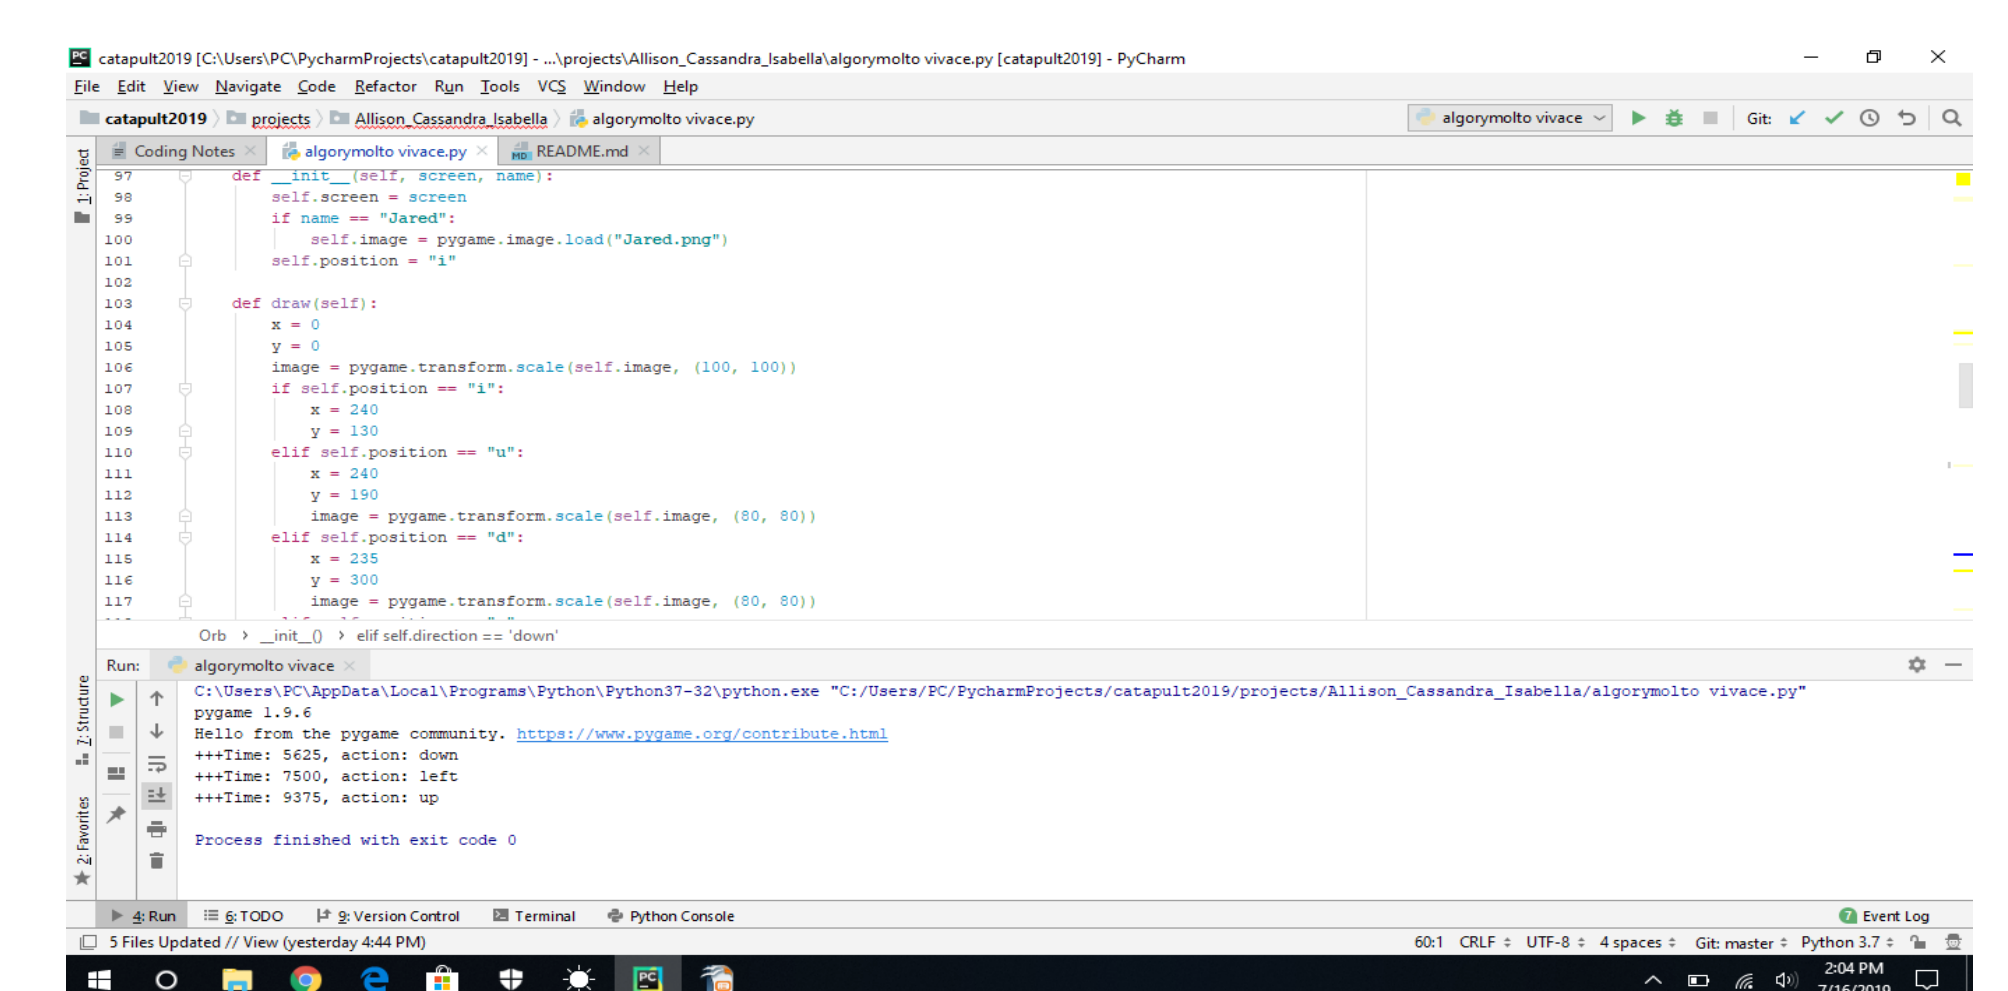 PC catapult2019 [C:\Users\PC\PycharmProjects\catapult2019] - ...\projects\Allison_Cassandra_Isabella\algorymolto vivace.py [catapult2019] - PyCharm
File Edit View Navigate Code Refactor Run Tools VCS Window Help
catapult2019 projects Allison_Cassandra_Isabella algorymolto vivace.py algorymolto vivace Git:
1: Project
Coding Notes algorymolto vivace.py MD README.md
97 def __init__(self, screen, name):
98 self.screen = screen
99 if name == "Jared":
100 self.image = pygame.image.load("Jared.png")
101 self.position = "i"
102
103 def draw(self):
104 x = 0
105 y = 0
106 image = pygame.transform.scale(self.image, (100, 100))
107 if self.position == "i":
108 x = 240
109 y = 130
110 elif self.position == "u":
111 x = 240
112 y = 190
113 image = pygame.transform.scale(self.image, (80, 80))
114 elif self.position == "d":
115 x = 235
116 y = 300
117 image = pygame.transform.scale(self.image, (80, 80))
Orb › __init__() › elif self.direction == 'down'
Run: algorymolto vivace
7: Structure
2: Favorites
C:\Users\PC\AppData\Local\Programs\Python\Python37-32\python.exe "C:/Users/PC/PycharmProjects/catapult2019/projects/Allison_Cassandra_Isabella/algorymolto vivace.py"
pygame 1.9.6
Hello from the pygame community. https://www.pygame.org/contribute.html
+++Time: 5625, action: down
+++Time: 7500, action: left
+++Time: 9375, action: up
Process finished with exit code 0
4: Run 6: TODO 9: Version Control Terminal Python Console 7 Event Log
5 Files Updated // View (yesterday 4:44 PM) 60:1 CRLF UTF-8 4 spaces Git: master Python 3.7
PC
2:04 PM
7/16/2019